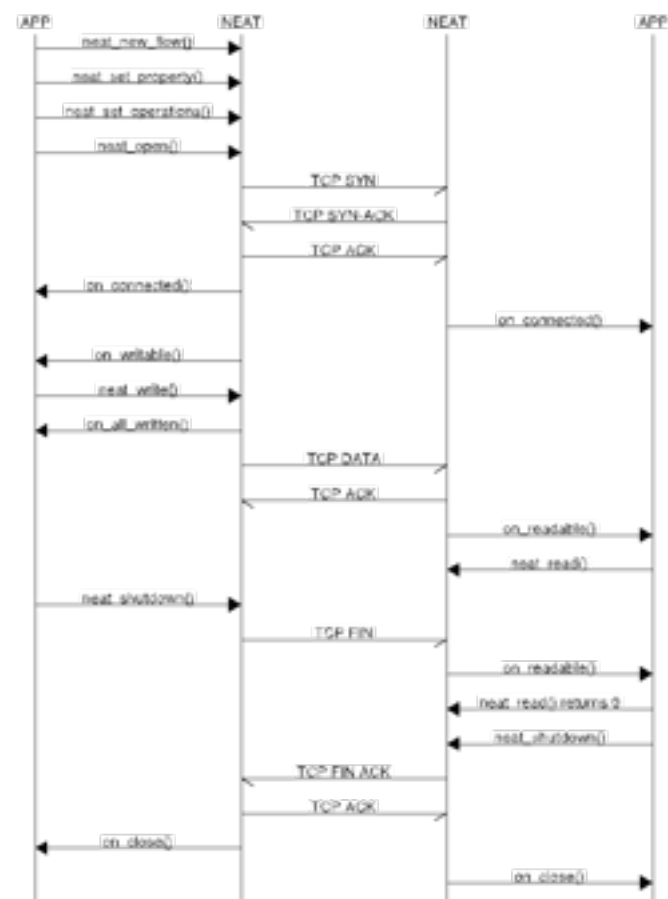 APP NEAT NEAT APP
neat_new_flow()
neat_set_property()
neat_set_operations()
neat_open()
TCP SYN
TCP SYN-ACK
TCP ACK
on_connected()
on_connected()
on_writable()
neat_write()
on_all_written()
TCP DATA
TCP ACK
on_readable()
neat_read()
neat_shutdown()
TCP FIN
on_readable()
neat_read() returns 0
neat_shutdown()
TCP FIN ACK
TCP ACK
on_close()
on_close()